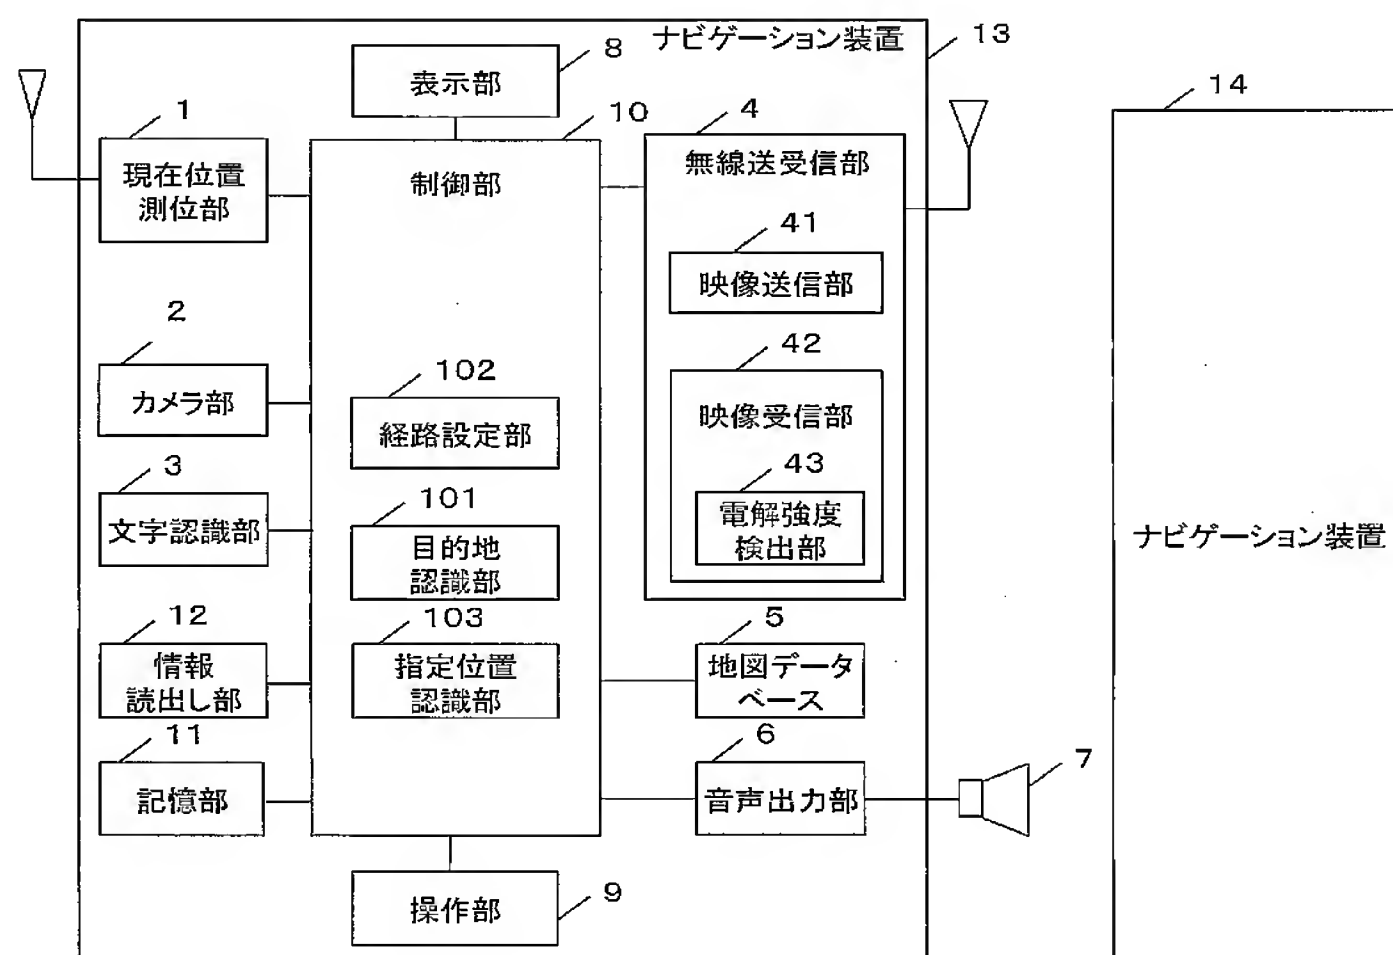 ナビゲーション装置
13
8
表示部
14
1
現在位置
測位部
10
制御部
4
無線送受信部
41
映像送信部
2
カメラ部
102
経路設定部
42
映像受信部
43
電解強度
検出部
3
文字認識部
101
目的地
認識部
ナビゲーション装置
12
情報
読出し部
103
指定位置
認識部
5
地図データ
ベース
11
記憶部
6
音声出力部
7
9
操作部